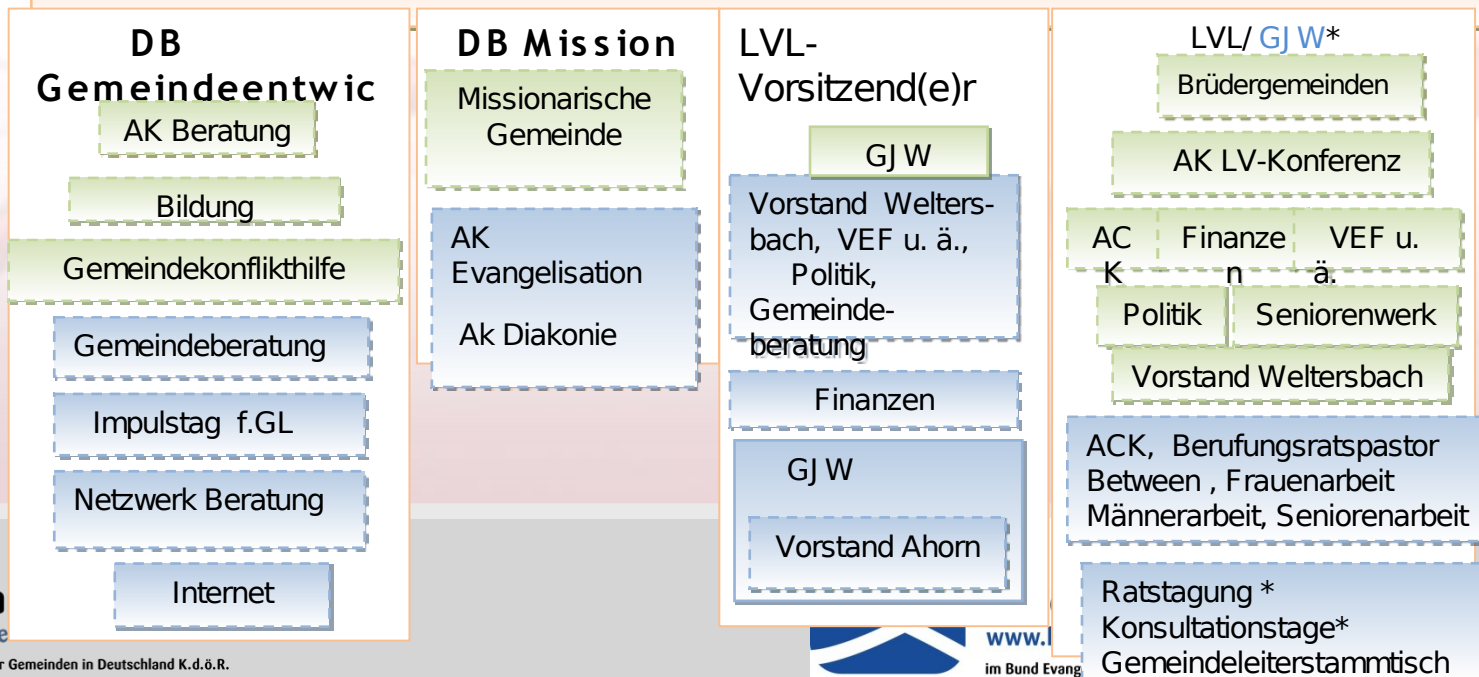 DB
Gemeindeentwic
AK Beratung
Bildung
Gemeindekonflikthilfe
Gemeindeberatung
Impulstag f.GL
Netzwerk Beratung
Internet
DB Mission
Missionarische
Gemeinde
AK
Evangelisation
Ak Diakonie
LVL-
Vorsitzend(e)r
GJW
Vorstand Welters-
bach, VEF u. ä.,
Politik,
Gemeinde-
beratung
Finanzen
GJW
Vorstand Ahorn
LVL/ GJW*
Brüdergemeinden
AK LV-Konferenz
AC
K
Finanze
n
VEF u.
ä.
Politik
Seniorenwerk
Vorstand Weltersbach
ACK, Berufungsratspastor
Between , Frauenarbeit
Männerarbeit, Seniorenarbeit
Ratstagung *
Konsultationstage*
Gemeindeleiterstammtisch
r Gemeinden in Deutschland K.d.ö.R.
www.
im Bund Evang